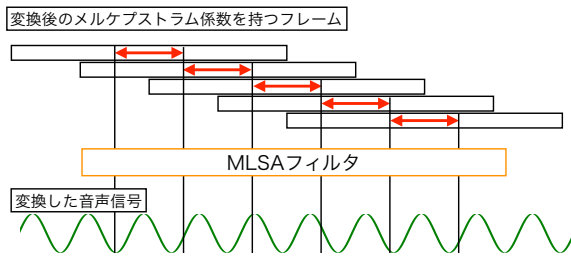 変換後のメルケプストラム係数を持つフレーム
MLSAフィルタ
変換した音声信号